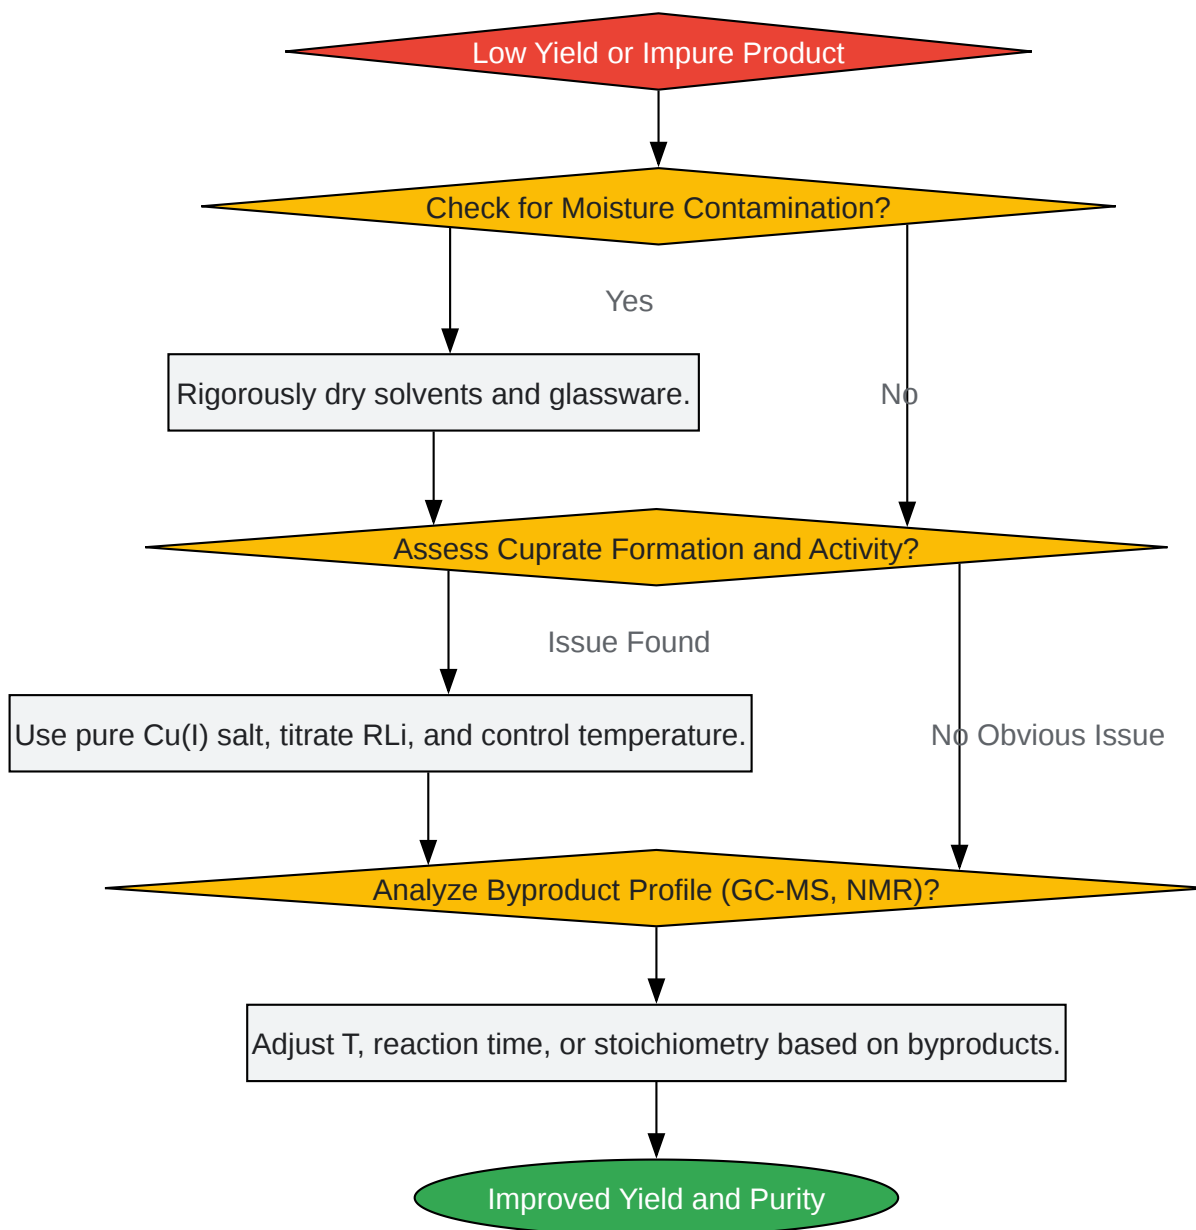 Low Yield or Impure Product
Check for Moisture Contamination?
Yes
Rigorously dry solvents and glassware.
No
Assess Cuprate Formation and Activity?
Issue Found
Use pure Cu(I) salt, titrate RLi, and control temperature.
No Obvious Issue
Analyze Byproduct Profile (GC-MS, NMR)?
Adjust T, reaction time, or stoichiometry based on byproducts.
Improved Yield and Purity